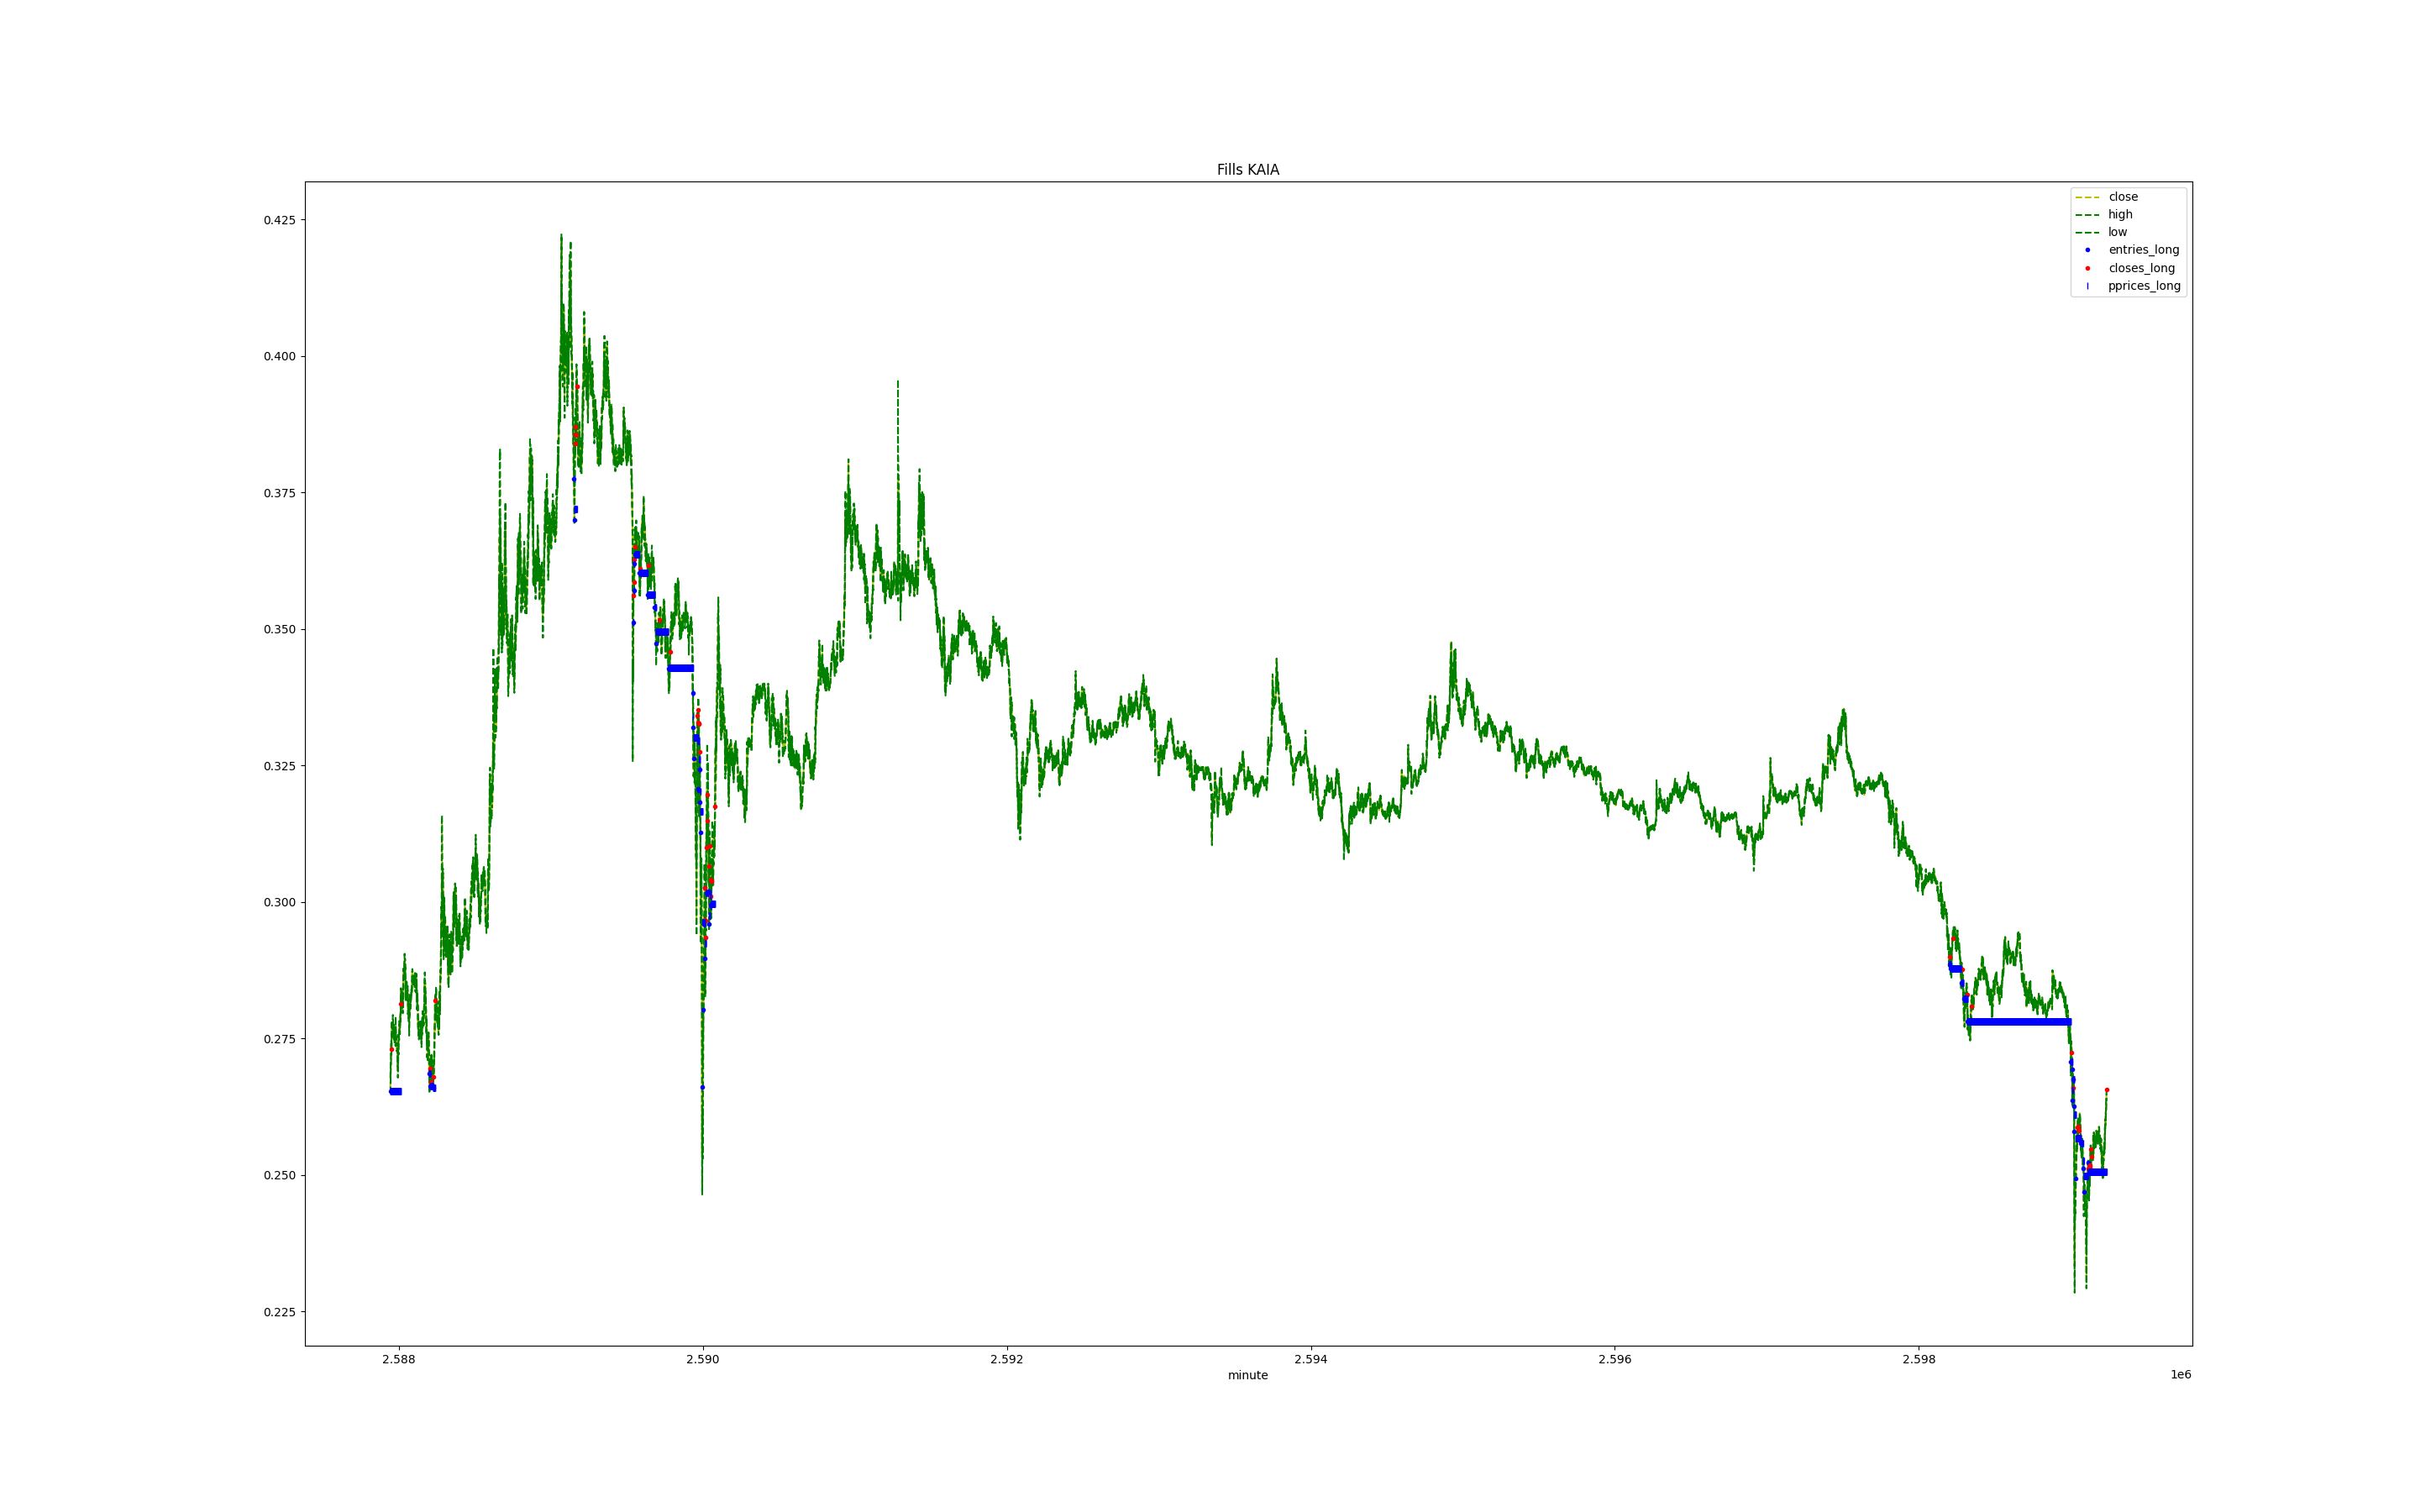 Fills KAIA
close
high
low
entries_long
closes_long
pprices_long
0.425
0.400
0.375
0.350
0.325
0.300
0.275
0.250
0.225
2.588 2.590 2.592 2.594 2.596 2.598
minute
1e6